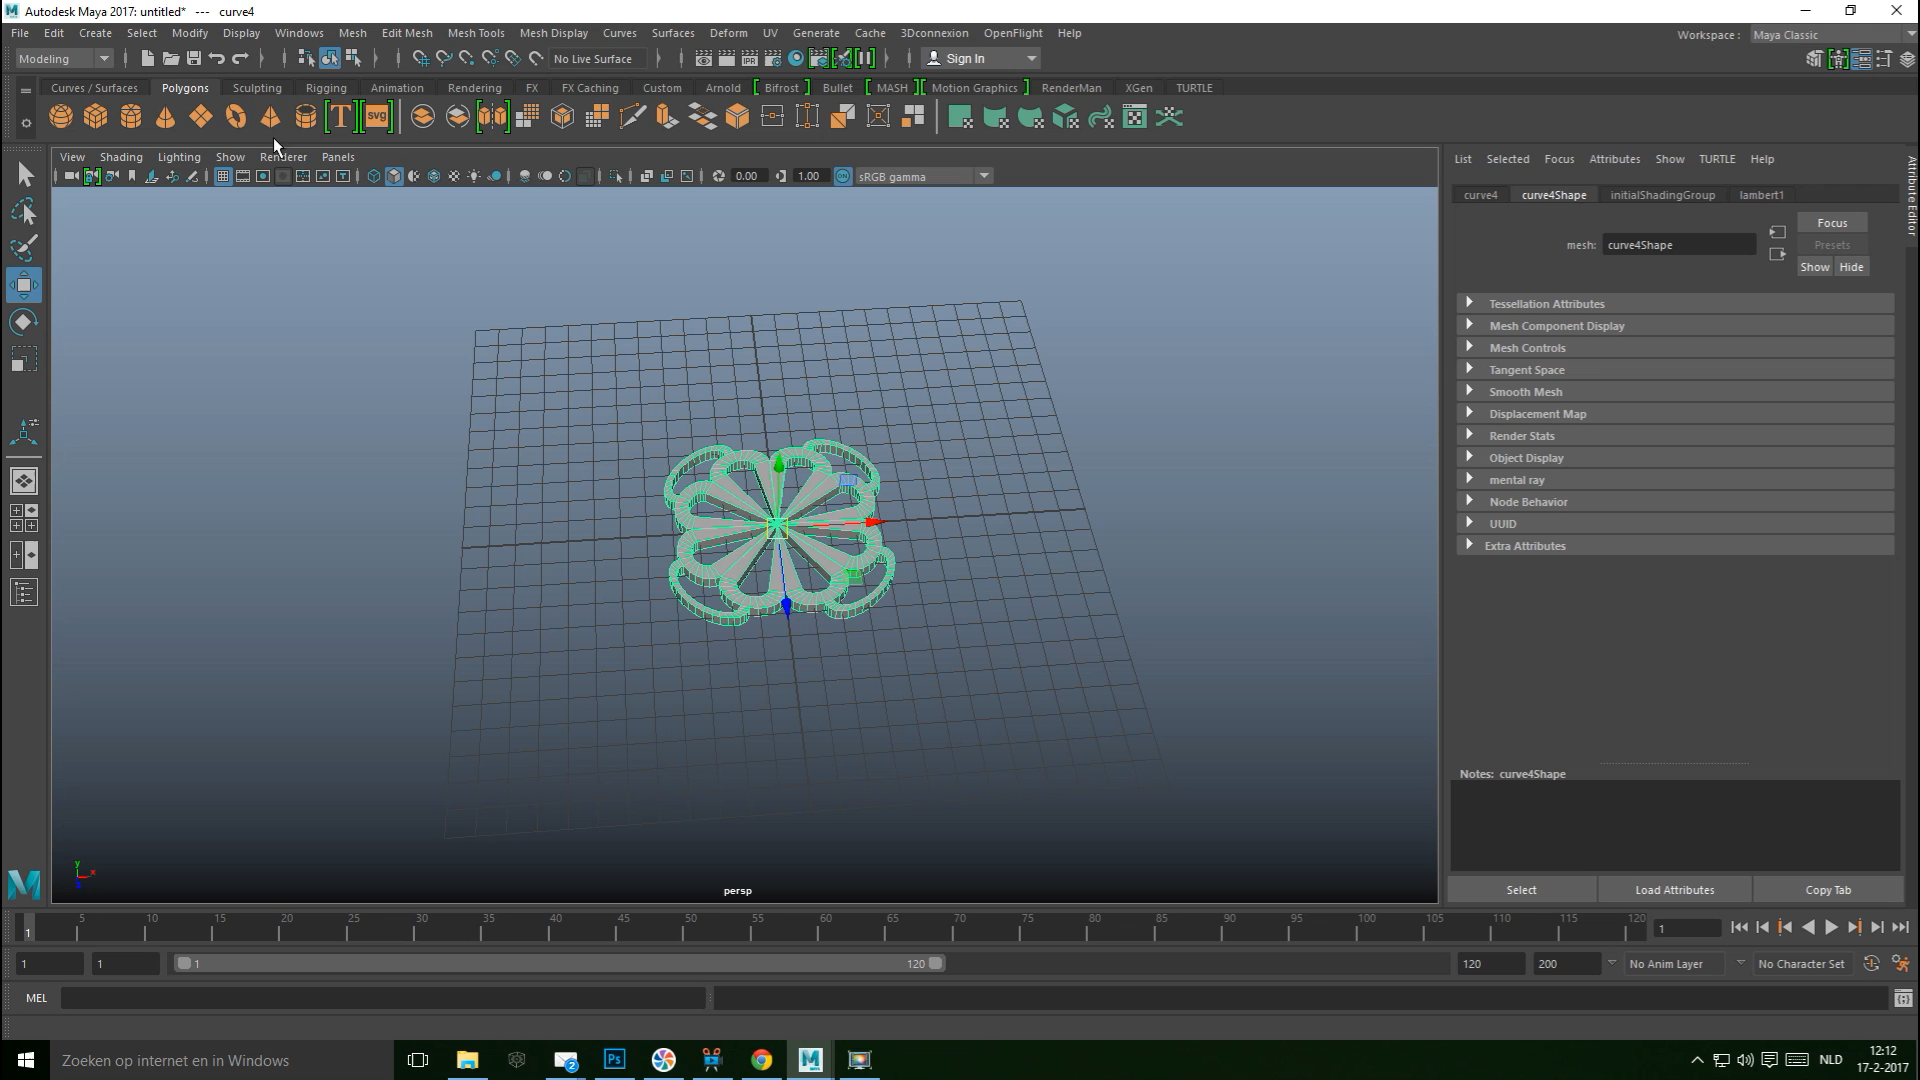 Autodesk Maya 2017: untitled* --- curve4
File Edit Create Select Modify Display Windows Mesh Edit Mesh Mesh Tools Mesh Display Curves Surfaces Deform UV Generate Cache 3Dconnexion OpenFlight Help
Workspace : Maya Classic
Modeling No Live Surface Sign In
Curves / Surfaces Polygons Sculpting Rigging Animation Rendering FX FX Caching Custom Arnold Bifrost Bullet MASH Motion Graphics RenderMan XGen TURTLE
T SVG
View Shading Lighting Show Renderer Panels
0.00 1.00 sRGB gamma
List Selected Focus Attributes Show TURTLE Help
Attribute Editor
curve4 curve4Shape initialShadingGroup lambert1
Focus
mesh: curve4Shape
Presets
Show Hide
Tessellation Attributes
Mesh Component Display
Mesh Controls
Tangent Space
Smooth Mesh
Displacement Map
Render Stats
Object Display
mental ray
Node Behavior
UUID
Extra Attributes
Notes: curve4Shape
Select Load Attributes Copy Tab
y x
persp
1 5 10 15 20 25 30 35 40 45 50 55 60 65 70 75 80 85 90 95 100 105 110 115 120 1
1 1 1 120 120 200 No Anim Layer No Character Set
MEL
Zoeken op internet en in Windows
2 Ps M NLD
12:12
17-2-2017